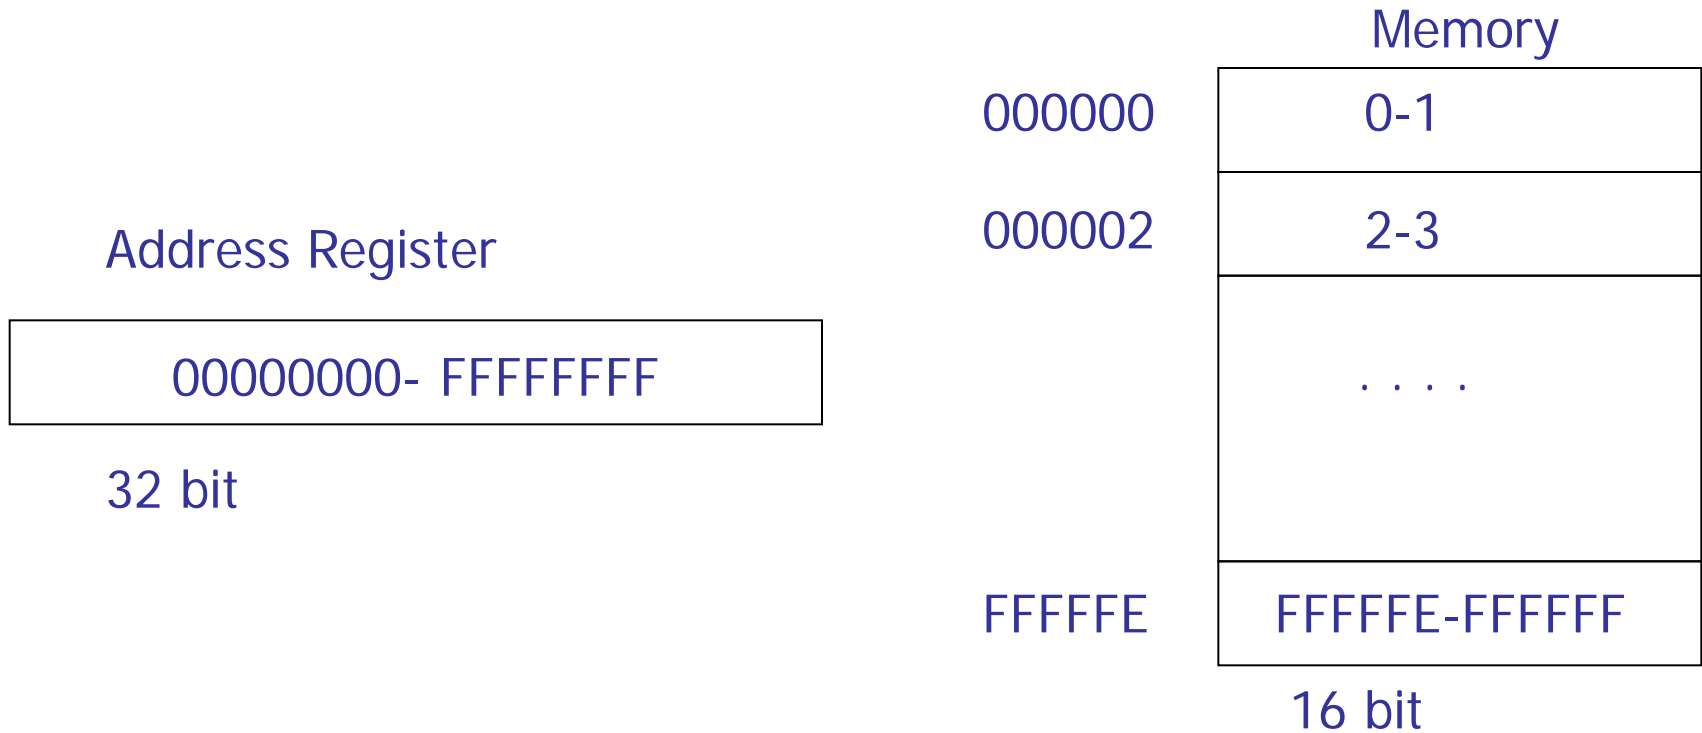 Memory
000000 0-1
000002 2-3
Address Register
00000000- FFFFFFFF
. . . .
32 bit
FFFFFE FFFFFE-FFFFFF
16 bit